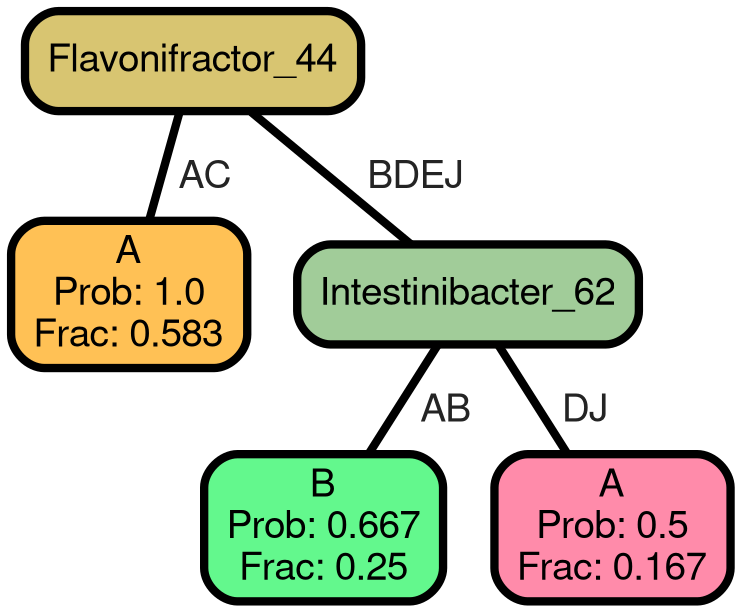 Flavonifractor_44
AC
BDEJ
A
Prob: 1.0
Frac: 0.583
Intestinibacter_62
AB
DJ
B
Prob: 0.667
Frac: 0.25
A
Prob: 0.5
Frac: 0.167